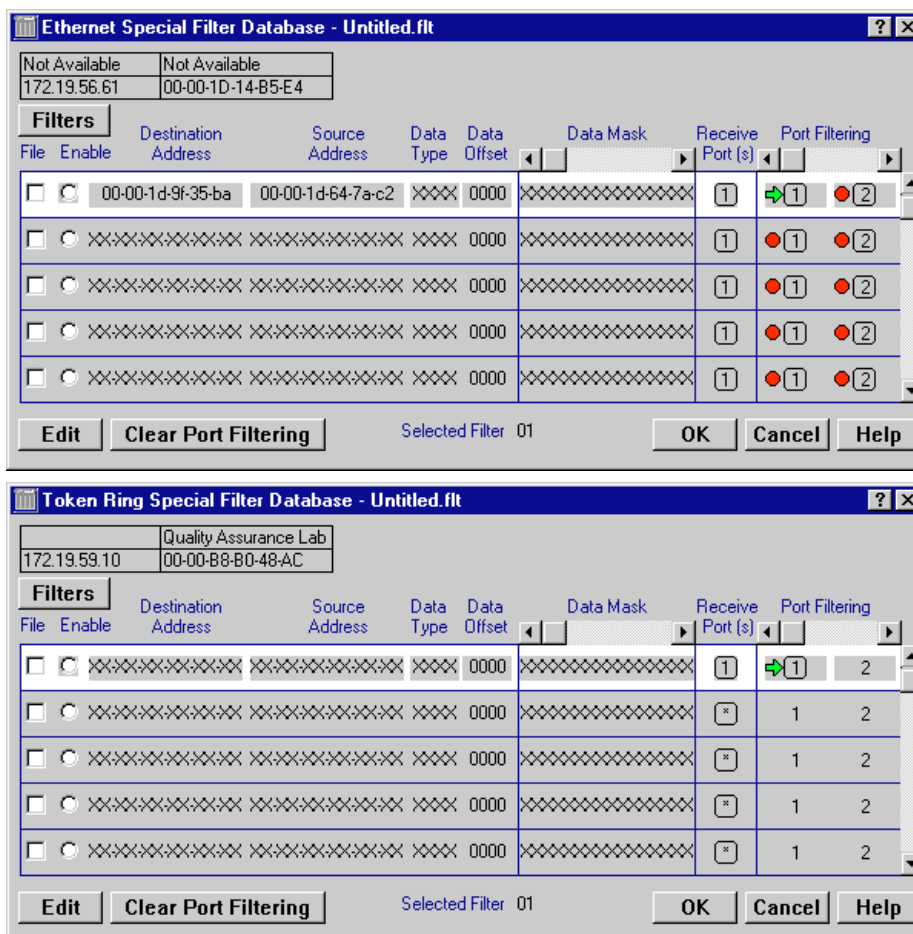 Ethernet Special Filter Database - Untitled.flt
Not Available Not Available
172.19.56.61 00-00-1D-14-B5-E4
Filters
File Enable Destination Address Source Address Data Type Data Offset Data Mask Receive Port (s) Port Filtering
00-00-1d-9f-35-ba 00-00-1d-64-7a-c2 XXXX 0000 XXXXXXXXXXXXXX 1 1 2
XX-XX-XX-XX-XX-XX XX-XX-XX-XX-XX-XX XXXX 0000 XXXXXXXXXXXXXX 1 1 2
XX-XX-XX-XX-XX-XX XX-XX-XX-XX-XX-XX XXXX 0000 XXXXXXXXXXXXXX 1 1 2
XX-XX-XX-XX-XX-XX XX-XX-XX-XX-XX-XX XXXX 0000 XXXXXXXXXXXXXX 1 1 2
XX-XX-XX-XX-XX-XX XX-XX-XX-XX-XX-XX XXXX 0000 XXXXXXXXXXXXXX 1 1 2
Edit Clear Port Filtering Selected Filter 01 OK Cancel Help
Token Ring Special Filter Database - Untitled.flt
Quality Assurance Lab
172.19.59.10 00-00-B8-B0-48-AC
Filters
File Enable Destination Address Source Address Data Type Data Offset Data Mask Receive Port (s) Port Filtering
XX-XX-XX-XX-XX-XX XX-XX-XX-XX-XX-XX XXXX 0000 XXXXXXXXXXXXXX 1 1 2
XX-XX-XX-XX-XX-XX XX-XX-XX-XX-XX-XX XXXX 0000 XXXXXXXXXXXXXX * 1 2
XX-XX-XX-XX-XX-XX XX-XX-XX-XX-XX-XX XXXX 0000 XXXXXXXXXXXXXX * 1 2
XX-XX-XX-XX-XX-XX XX-XX-XX-XX-XX-XX XXXX 0000 XXXXXXXXXXXXXX * 1 2
XX-XX-XX-XX-XX-XX XX-XX-XX-XX-XX-XX XXXX 0000 XXXXXXXXXXXXXX * 1 2
Edit Clear Port Filtering Selected Filter 01 OK Cancel Help